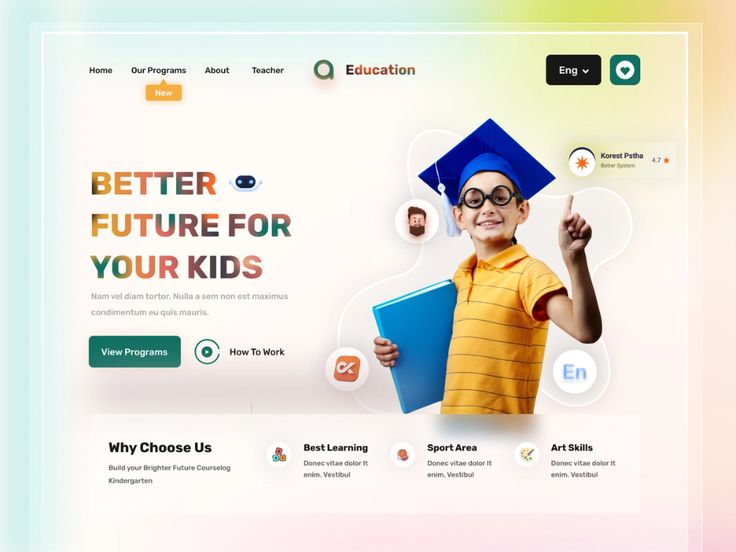 Home
Our Programs
About
Teacher
Education
Eng
New
Korest Pstha
Better System
4.7
BETTER
FUTURE FOR
YOUR KIDS
Nam vel diam tortor. Nulla a sem non est maximus
condimentum eu quis mauris.
View Programs
How To Work
En
Why Choose Us
Build your Brighter Future Courselog
Kindergarten
Best Learning
Donec vitae dolor It
enim. Vestibul
Sport Area
Donec vitae dolor It
enim. Vestibul
Art Skills
Donec vitae dolor It
enim. Vestibul